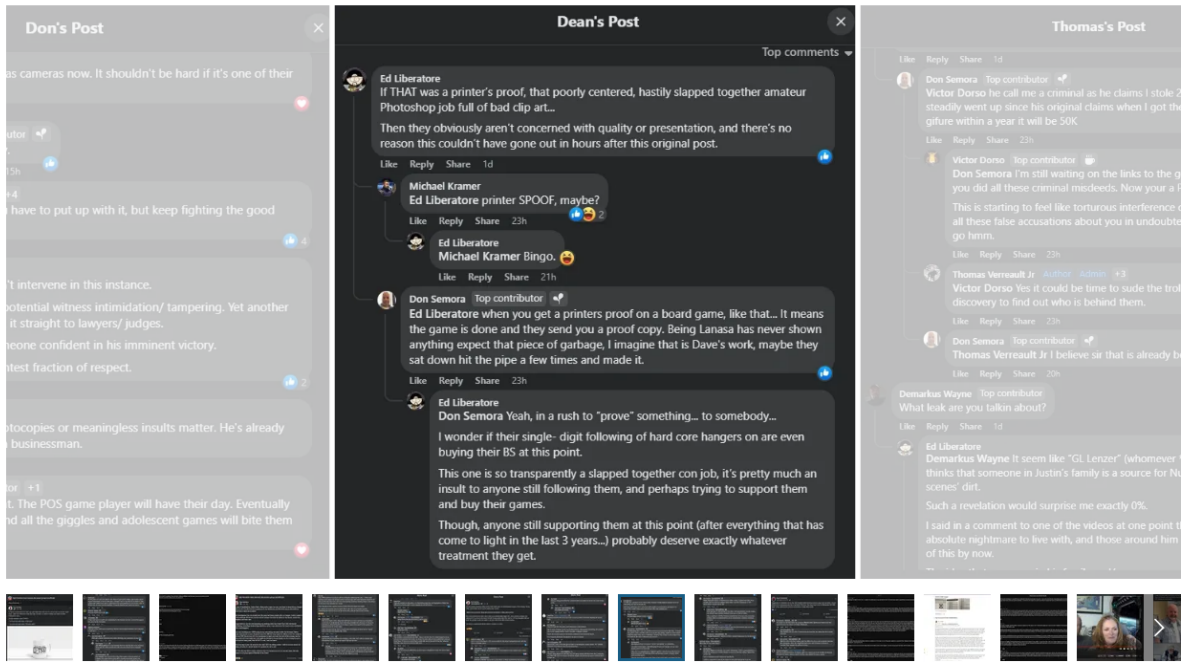 Don's Post
as cameras now. It shouldn't be hard if it's one of their
utor
15h
+4
have to put up with it, but keep fighting the good
4
't intervene in this instance.
potential witness intimidation/ tampering. Yet another
it straight to lawyers/ judges.
meone confident in his imminent victory.
ntest fraction of respect.
2
otocopies or meaningless insults matter. He's already
businessman.
tor +1
t. The POS game player will have their day. Eventually
nd all the giggles and adolescent games will bite them
Dean's Post
Top comments
Ed Liberatore
If THAT was a printer's proof, that poorly centered, hastily slapped together amateur
Photoshop job full of bad clip art...
Then they obviously aren't concerned with quality or presentation, and there's no
reason this couldn't have gone out in hours after this original post.
Like Reply Share 1d
Michael Kramer
Ed Liberatore printer SPOOF, maybe?
Like Reply Share 23h
2
Ed Liberatore
Michael Kramer Bingo.
Like Reply Share 21h
Don Semora Top contributor
Ed Liberatore when you get a printers proof on a board game, like that... It means
the game is done and they send you a proof copy. Being Lanasa has never shown
anything expect that piece of garbage, I imagine that is Dave's work, maybe they
sat down hit the pipe a few times and made it.
Like Reply Share 23h
Ed Liberatore
Don Semora Yeah, in a rush to "prove" something... to somebody...
I wonder if their single- digit following of hard core hangers on are even
buying their BS at this point.
This one is so transparently a slapped together con job, it's pretty much an
insult to anyone still following them, and perhaps trying to support them
and buy their games.
Though, anyone still supporting them at this point (after everything that has
come to light in the last 3 years...) probably deserve exactly whatever
treatment they get.
Thomas's Post
Like Reply Share 1d
Don Semora Top contributor
Victor Dorso he call me a criminal as he claims I stole 2
steadily went up since his original claims when I got the
gifure within a year it will be 50K
Like Reply Share 23h
Victor Dorso Top contributor
Don Semora I'm still waiting on the links to the g
you did all these criminal misdeeds. Now your a
This is starting to feel like torturous interference
all these false accusations about you in undoubte
go hmm.
Like Reply Share 23h
Thomas Verreault Jr Author Admin +3
Victor Dorso Yes it could be time to sude the trol
discovery to find out who is behind them.
Like Reply Share 23h
Don Semora Top contributor
Thomas Verreault Jr I believe sir that is already be
Like Reply Share 20h
Demarkus Wayne Top contributor
What leak are you talkin about?
Like Reply Share 1d
Ed Liberatore
Demarkus Wayne It seem like "GL Lenzer" (whomever
thinks that someone in Justin's family is a source for Nu
scenes' dirt.
Such a revelation would surprise me exactly 0%.
I said in a comment to one of the videos at one point t
absolute nightmare to live with, and those around him
of this by now.